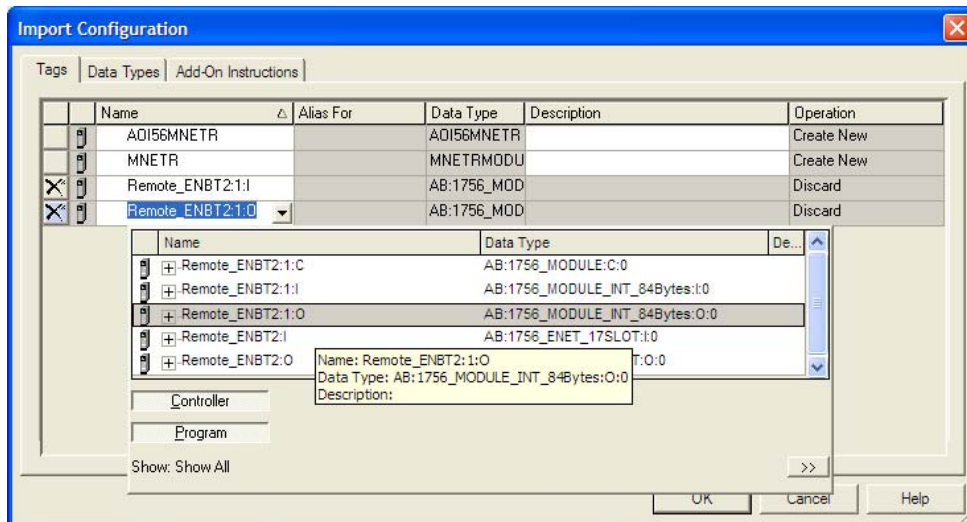 Import Configuration
Tags Data Types Add-On Instructions
Name Alias For Data Type Description Operation
AOI56MNETR AOI56MNETR Create New
MNETR MNETRMODU Create New
Remote_ENBT2:1:I AB:1756_MOD Discard
Remote_ENBT2:1:O AB:1756_MOD Discard
Name Data Type De...
Remote_ENBT2:1:C AB:1756_MODULE:C:0
Remote_ENBT2:1:I AB:1756_MODULE_INT_84Bytes:I:0
Remote_ENBT2:1:O AB:1756_MODULE_INT_84Bytes:O:0
Remote_ENBT2:I AB:1756_ENET_17SLOT:I:0
Remote_ENBT2:O T:O:0
Name: Remote_ENBT2:1:O
Data Type: AB:1756_MODULE_INT_84Bytes:O:0
Description:
Controller
Program
Show: Show All >>
OK Cancel Help